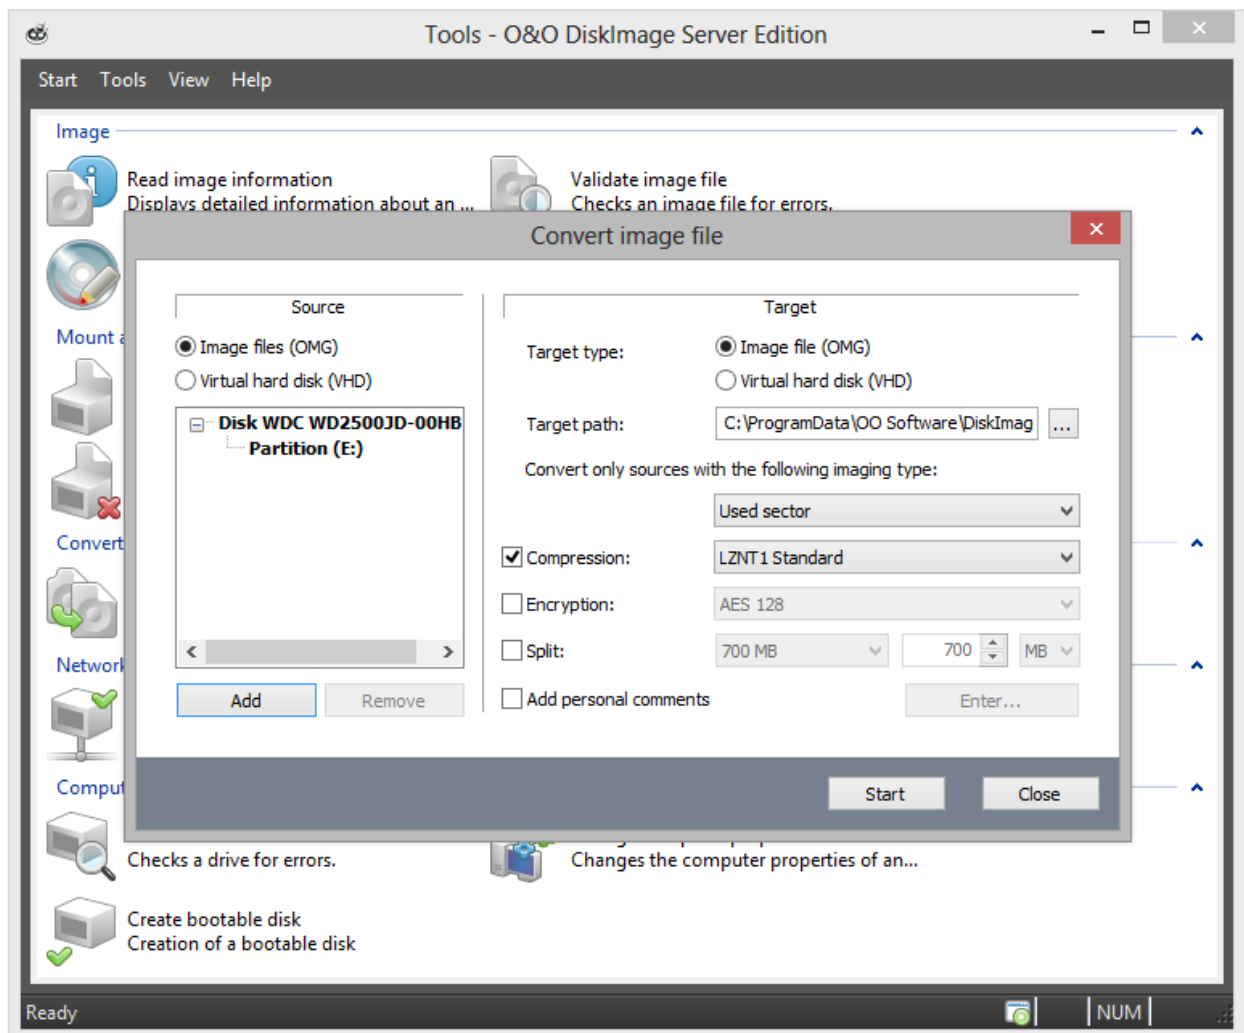 Tools - O&O DiskImage Server Edition
Start Tools View Help
Image
Read image information
Displays detailed information about an ...
Validate image file
Checks an image file for errors.
Convert image file
Source
Target
Image files (OMG)
Virtual hard disk (VHD)
Target type:
Image file (OMG)
Virtual hard disk (VHD)
Disk WDC WD2500JD-00HB
Partition (E:)
Target path:
C:\ProgramData\OO Software\DiskImag
...
Convert only sources with the following imaging type:
Used sector
Compression:
LZNT1 Standard
Encryption:
AES 128
Split:
700 MB
700
MB
Add
Remove
Add personal comments
Enter...
Start
Close
Mount
Convert
Network
Comput
Checks a drive for errors.
Changes the computer properties of an...
Create bootable disk
Creation of a bootable disk
Ready
NUM